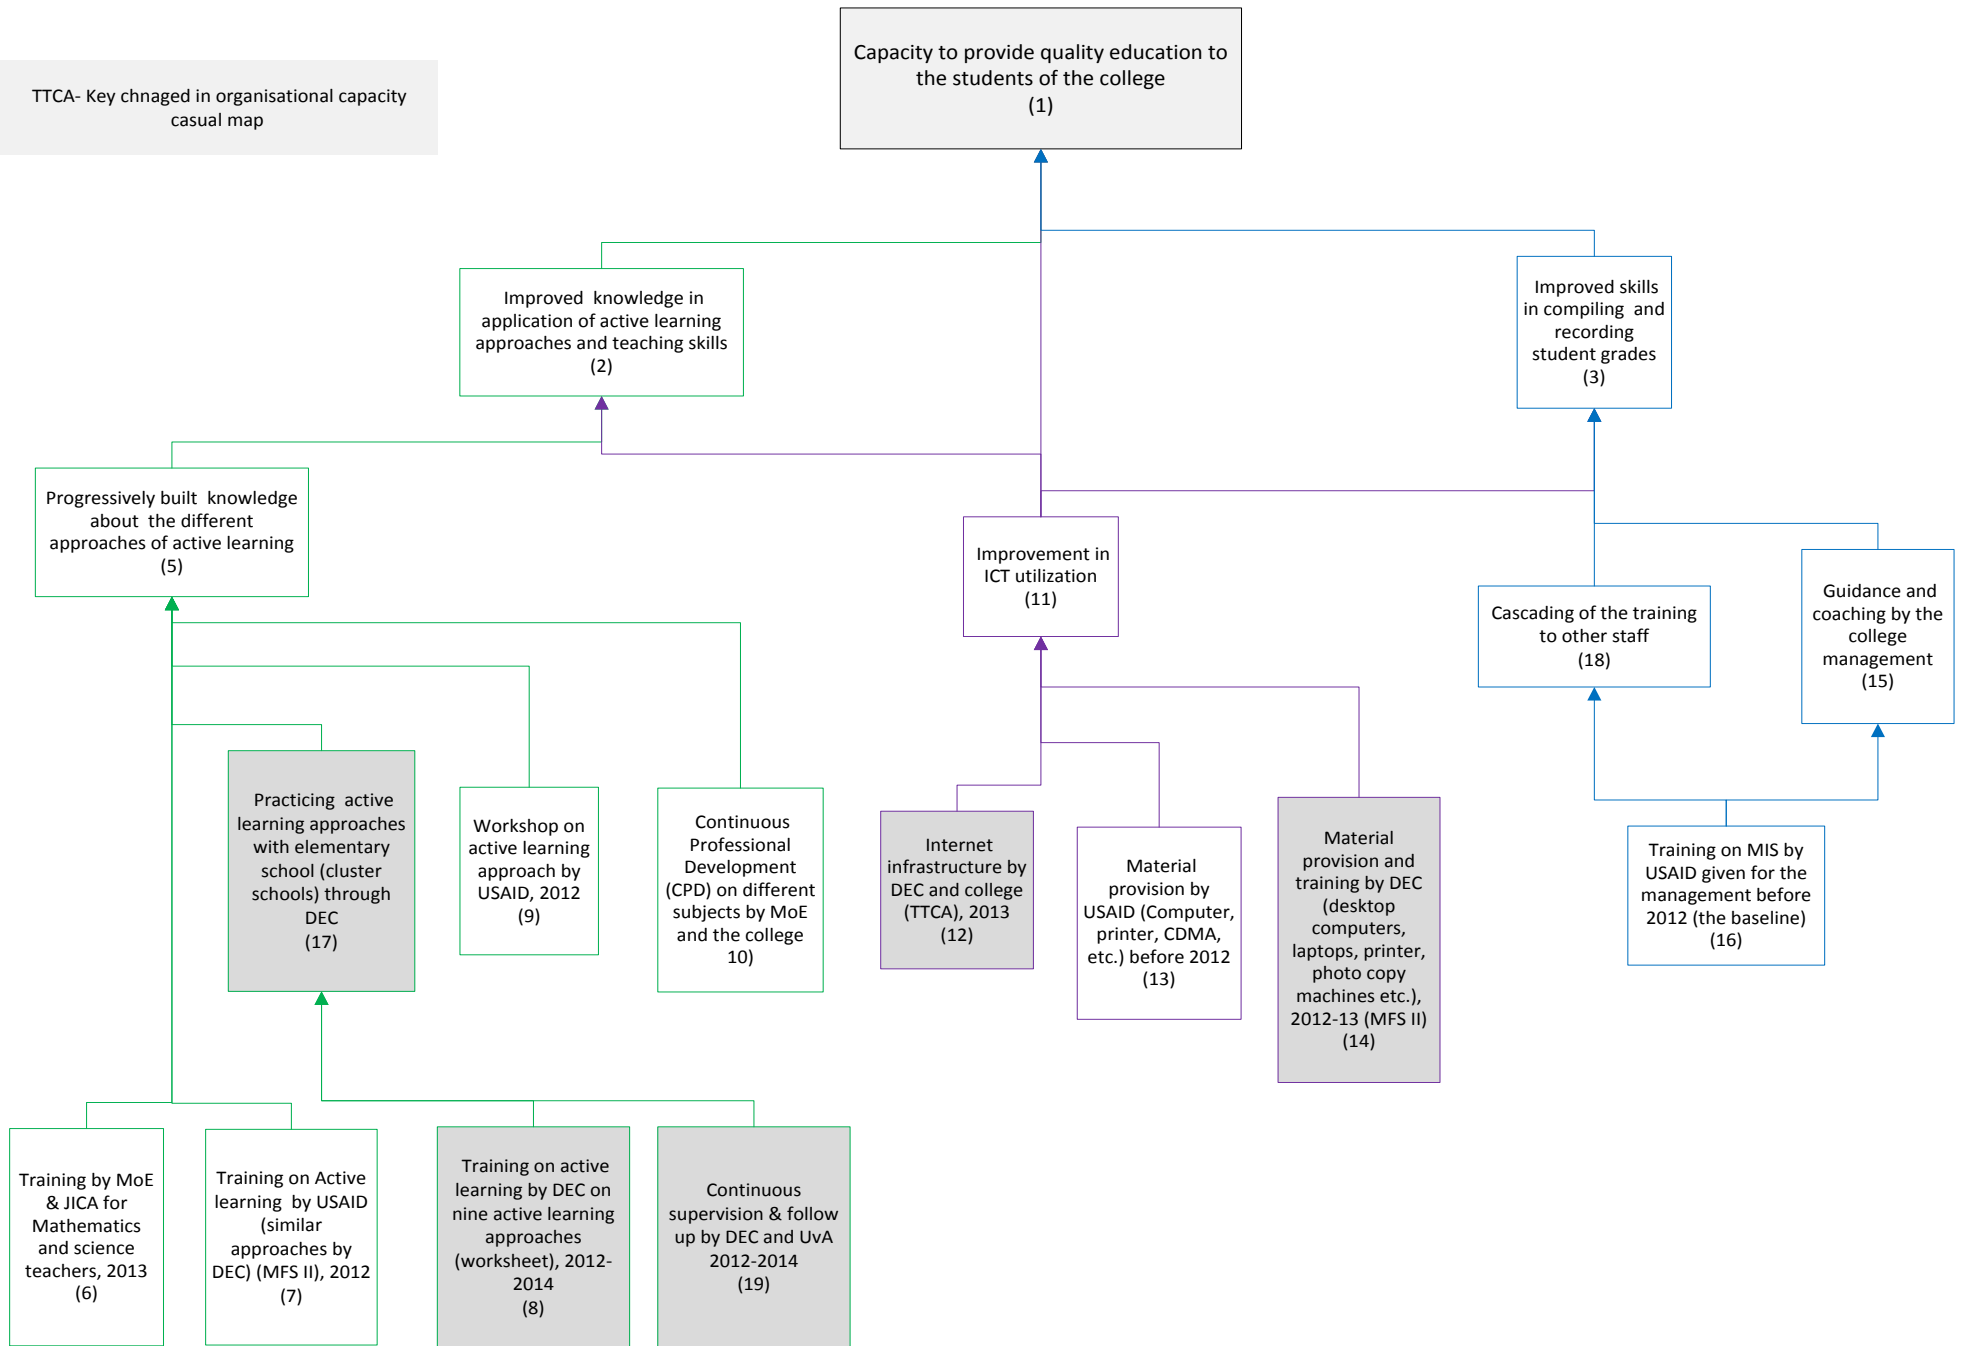 Capacity to provide quality education to
the students of the college
(1)
TTCA- Key chnaged in organisational capacity
casual map
Improved knowledge in
application of active learning
approaches and teaching skills
(2)
Improved skills
in compiling and
recording
student grades
(3)
Progressively built knowledge
about the different
approaches of active learning
(5)
Improvement in
ICT utilization
(11)
Cascading of the training
to other staff
(18)
Guidance and
coaching by the
college
management
(15)
Practicing active
learning approaches
with elementary
school (cluster
schools) through
DEC
(17)
Workshop on
active learning
approach by
USAID, 2012
(9)
Continuous
Professional
Development
(CPD) on different
subjects by MoE
and the college
10)
Internet
infrastructure by
DEC and college
(TTCA), 2013
(12)
Material
provision by
USAID (Computer,
printer, CDMA,
etc.) before 2012
(13)
Material
provision and
training by DEC
(desktop
computers,
laptops, printer,
photo copy
machines etc.),
2012-13 (MFS II)
(14)
Training on MIS by
USAID given for the
management before
2012 (the baseline)
(16)
Training by MoE
& JICA for
Mathematics
and science
teachers, 2013
(6)
Training on Active
learning by USAID
(similar
approaches by
DEC) (MFS II), 2012
(7)
Training on active
learning by DEC on
nine active learning
approaches
(worksheet), 2012-
2014
(8)
Continuous
supervision & follow
up by DEC and UvA
2012-2014
(19)